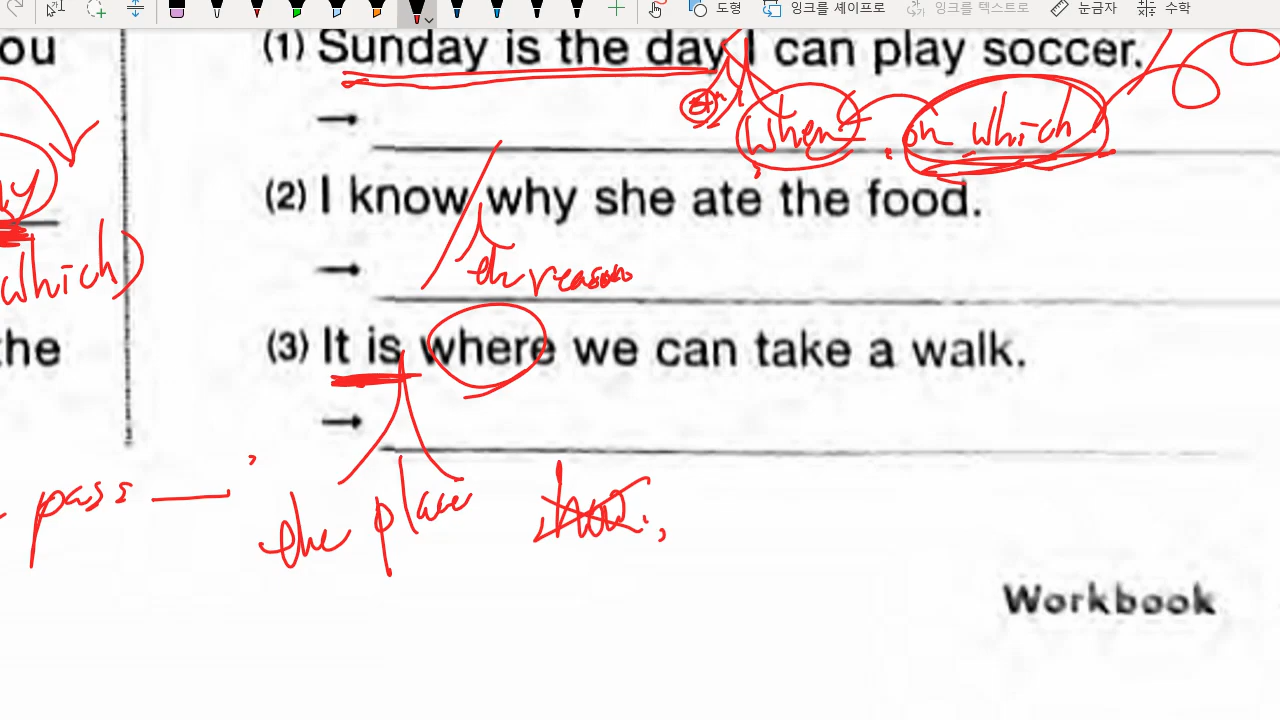 도형 잉크를 셰이프로 잉크를 텍스트로 눈금자 수학
ou
(1) Sunday is the day I can play soccer.
→ when on which
(2) I know why she ate the food.
which)
→ the reason
he
(3) It is where we can take a walk.
→
pass —
the place how
Workbook